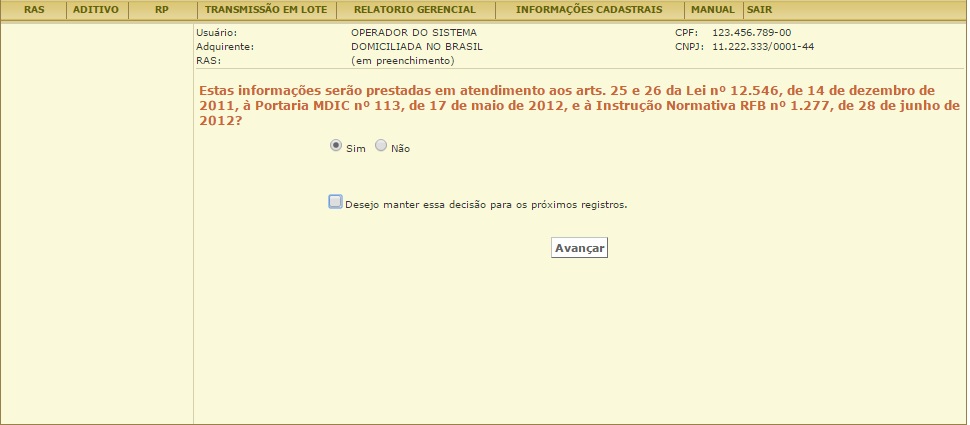 RAS ADITIVO RP TRANSMISSÃO EM LOTE RELATORIO GERENCIAL INFORMAÇÕES CADASTRAIS MANUAL SAIR
Usuário: OPERADOR DO SISTEMA CPF: 123.456.789-00
Adquirente: DOMICILIADA NO BRASIL CNPJ: 11.222.333/0001-44
RAS: (em preenchimento)
Estas informações serão prestadas em atendimento aos arts. 25 e 26 da Lei nº 12.546, de 14 de dezembro de
2011, à Portaria MDIC nº 113, de 17 de maio de 2012, e à Instrução Normativa RFB nº 1.277, de 28 de junho de
2012?
Sim Não
Desejo manter essa decisão para os próximos registros.
Avançar